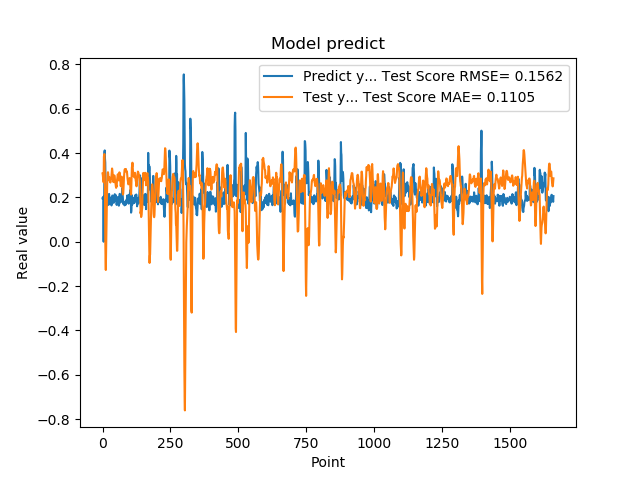 Model predict
Predict y... Test Score RMSE= 0.1562
Test y... Test Score MAE= 0.1105
0.8
0.6
0.4
0.2
0.0
−0.2
−0.4
−0.6
−0.8
Real value
0 250 500 750 1000 1250 1500
Point